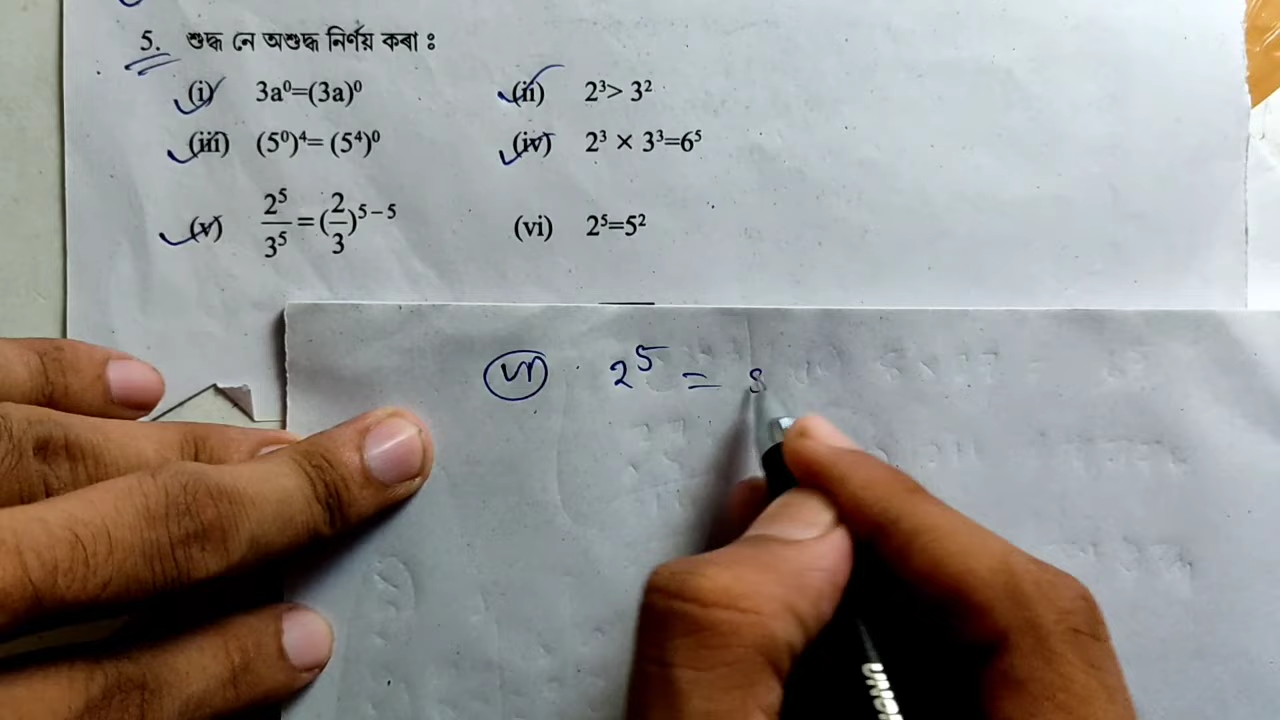 5. শুদ্ধ নে অশুদ্ধ নিৰ্ণয় কৰা ঃ
(i) 3a⁰=(3a)⁰ (ii) 2³> 3²
(iii) (5⁰)⁴= (5⁴)⁰ (iv) 2³ × 3³=6⁵
(v) 2⁵/3⁵ = (2/3)⁵⁻⁵ (vi) 2⁵=5²
(vi) 2⁵ =